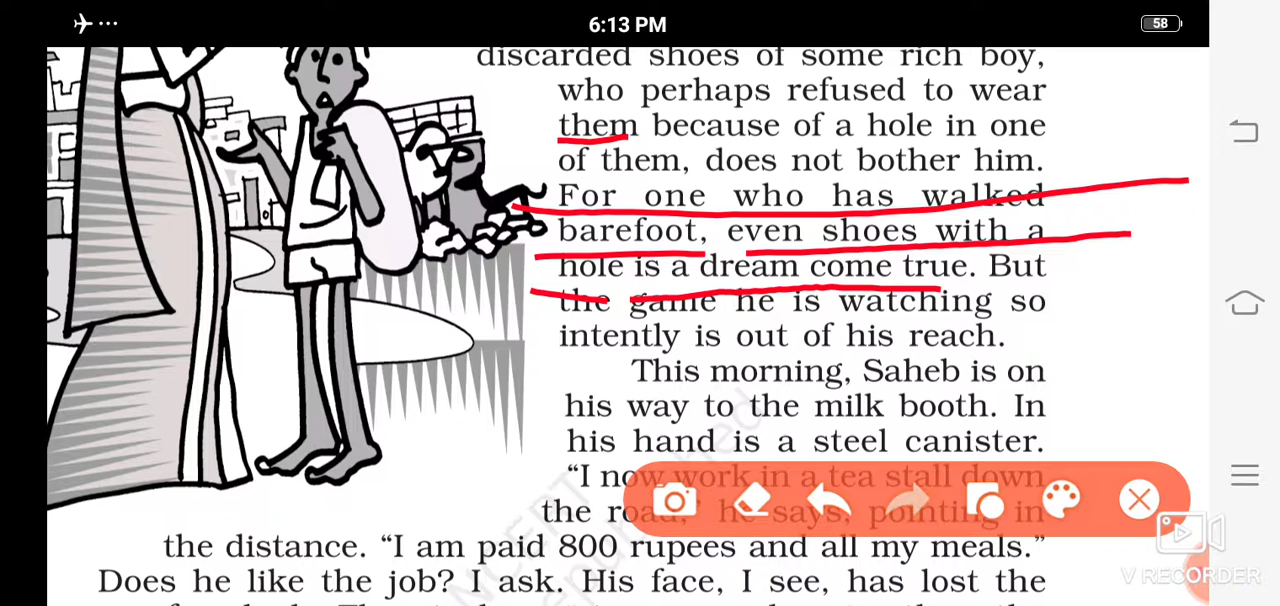 6:13 PM
58
discarded shoes of some rich boy,
who perhaps refused to wear
them because of a hole in one
of them, does not bother him.
For one who has walked
barefoot, even shoes with a
hole is a dream come true. But
the game he is watching so
intently is out of his reach.
This morning, Saheb is on
his way to the milk booth. In
his hand is a steel canister.
“I now work in a tea stall down
the road,” he says, pointing in
the distance. “I am paid 800 rupees and all my meals.”
Does he like the job? I ask. His face, I see, has lost the
V RECORDER